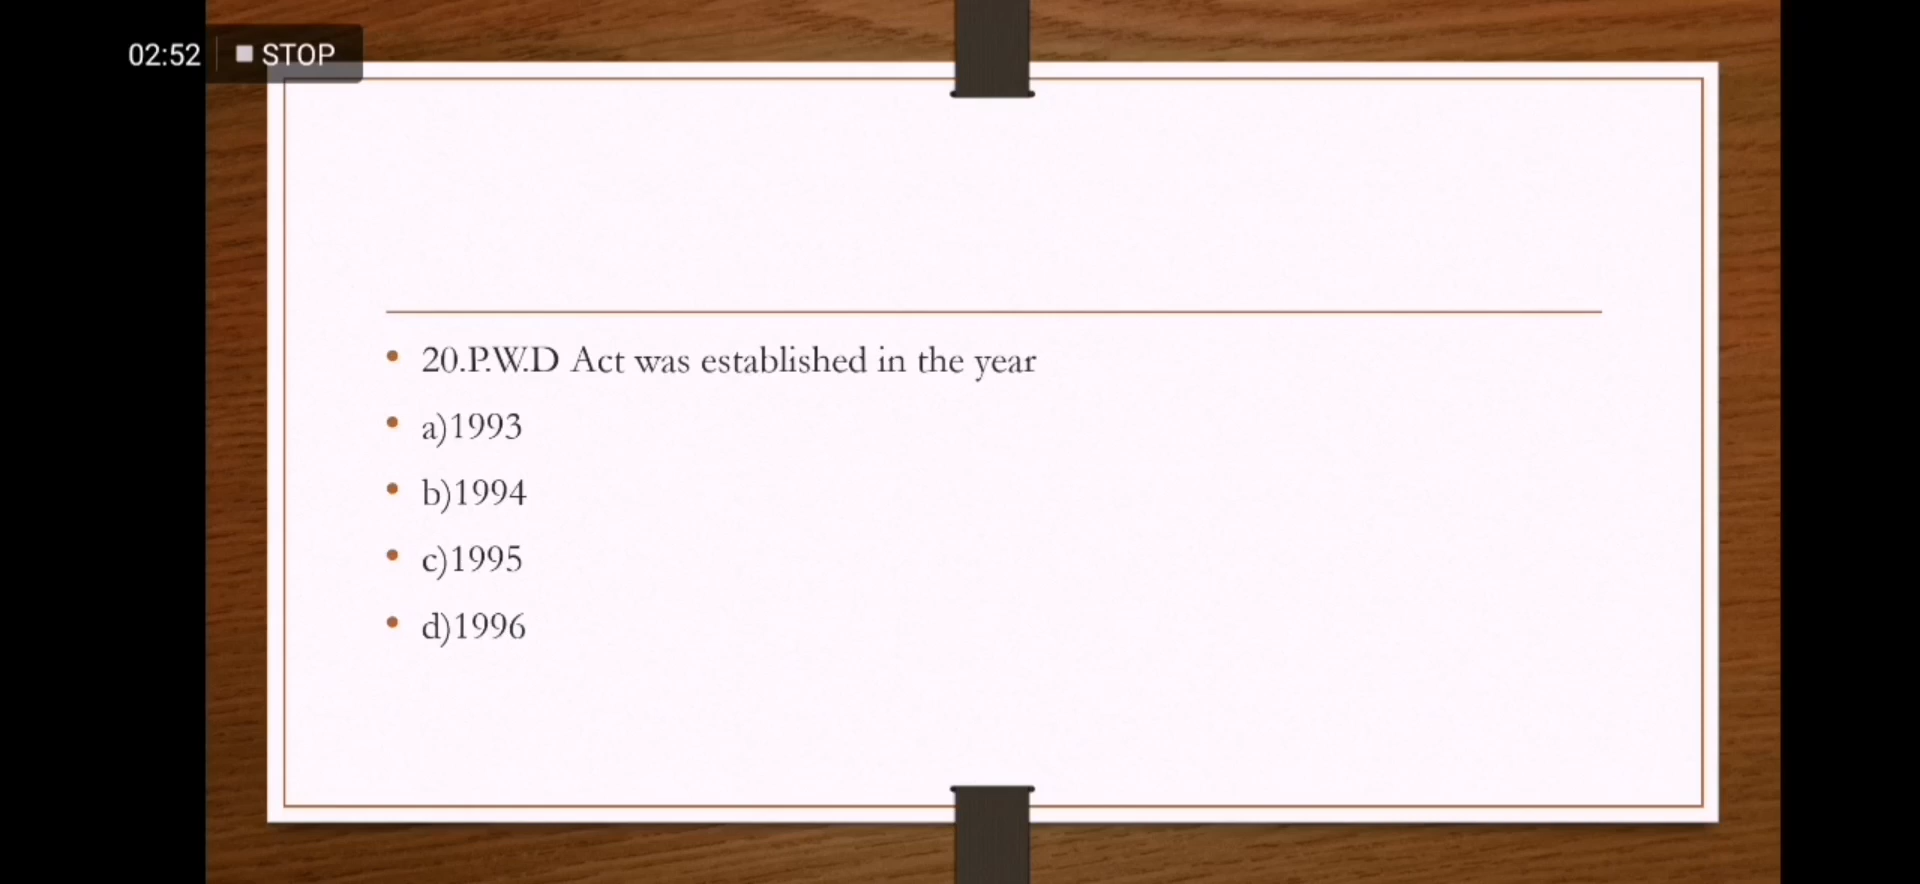 02:52 STOP
20.P.W.D Act was established in the year
a)1993
b)1994
c)1995
d)1996